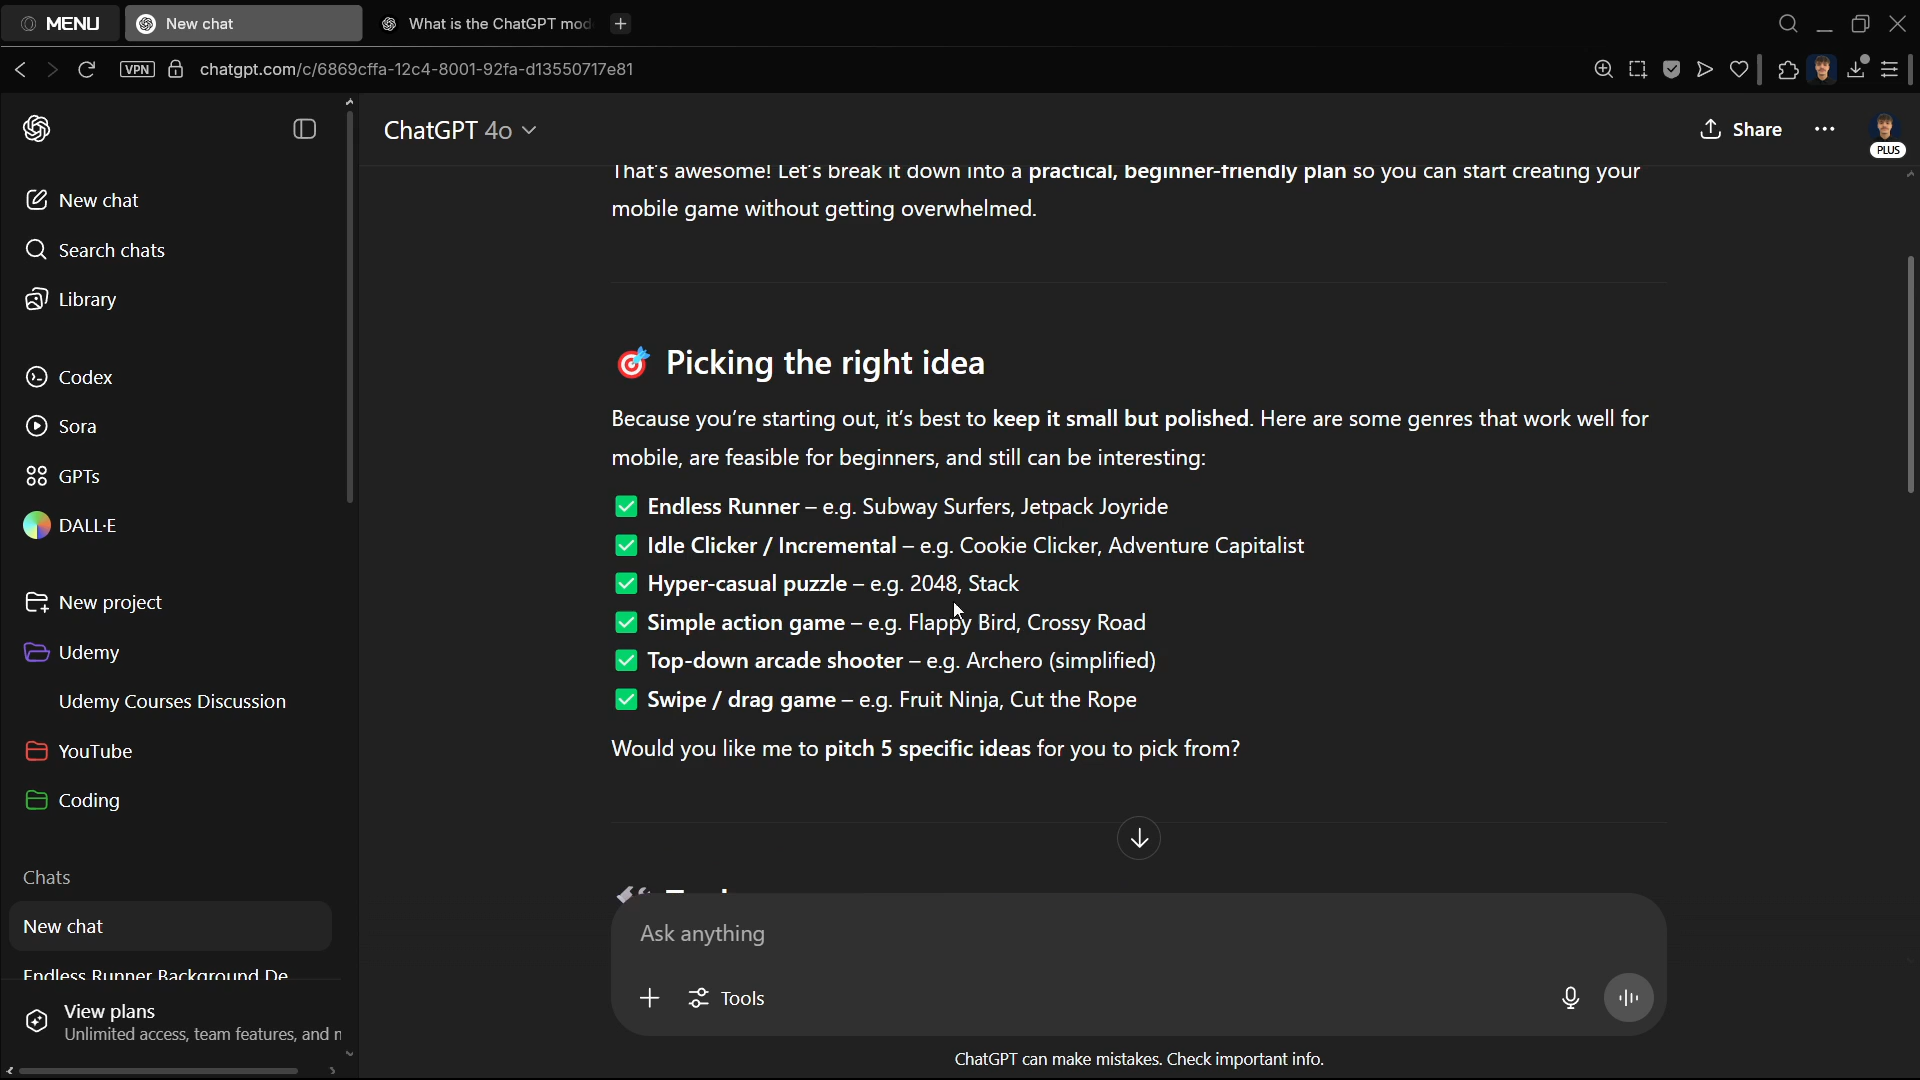 MENU
New chat
What is the ChatGPT mod
VPN
chatgpt.com/c/6869cffa-12c4-8001-92fa-d13550717e81
New chat
Search chats
Library
Codex
Sora
GPTs
DALL·E
New project
Udemy
Udemy Courses Discussion
YouTube
Coding
Chats
New chat
Endless Runner Background De
View plans
Unlimited access, team features, and
ChatGPT 4o
Share
PLUS
That's awesome! Let's break it down into a practical, beginner-friendly plan so you can start creating your
mobile game without getting overwhelmed.
Picking the right idea
Because you're starting out, it's best to keep it small but polished. Here are some genres that work well for
mobile, are feasible for beginners, and still can be interesting:
Endless Runner – e.g. Subway Surfers, Jetpack Joyride
Idle Clicker / Incremental – e.g. Cookie Clicker, Adventure Capitalist
Hyper-casual puzzle – e.g. 2048, Stack
Simple action game – e.g. Flappy Bird, Crossy Road
Top-down arcade shooter – e.g. Archero (simplified)
Swipe / drag game – e.g. Fruit Ninja, Cut the Rope
Would you like me to pitch 5 specific ideas for you to pick from?
Ask anything
Tools
ChatGPT can make mistakes. Check important info.